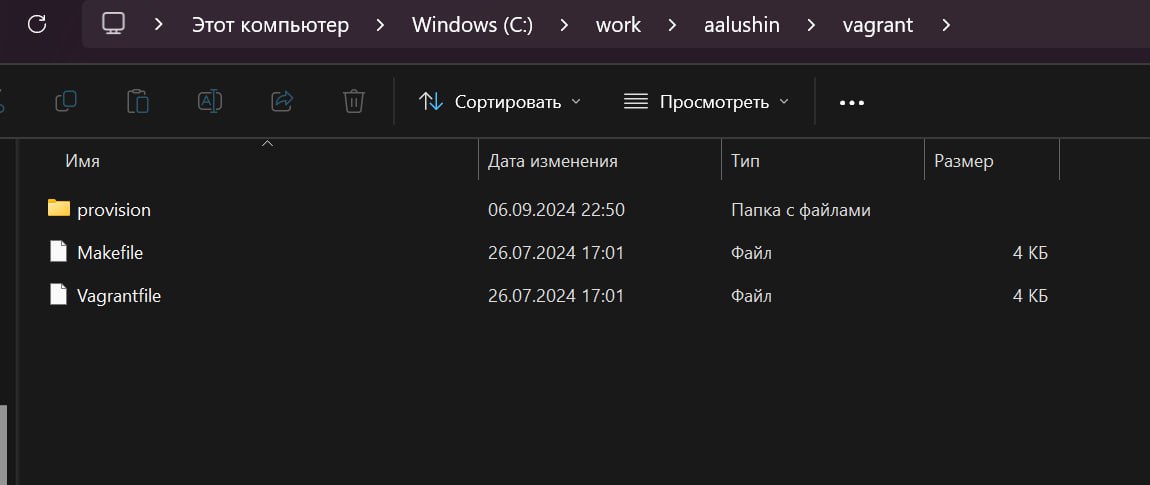 Этот компьютер > Windows (C:) > work > aalushin > vagrant >
Сортировать Просмотреть •••
Имя Дата изменения Тип Размер
provision 06.09.2024 22:50 Папка с файлами
Makefile 26.07.2024 17:01 Файл 4 КБ
Vagrantfile 26.07.2024 17:01 Файл 4 КБ